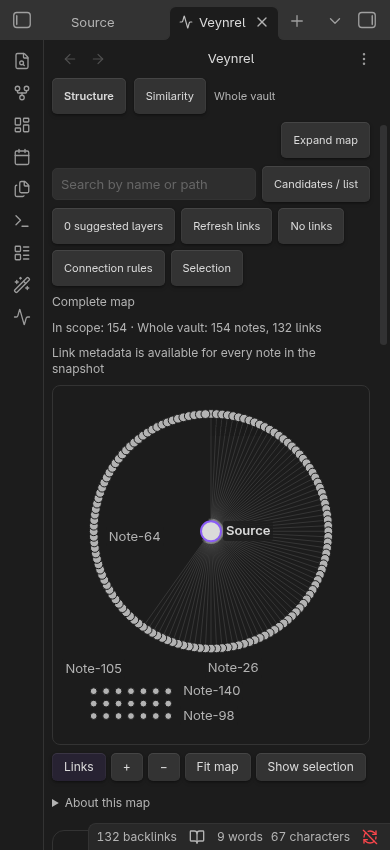 Source
Veynrel
Veynrel
Structure
Similarity
Whole vault
Expand map
Search by name or path
Candidates / list
0 suggested layers
Refresh links
No links
Connection rules
Selection
Complete map
In scope: 154 · Whole vault: 154 notes, 132 links
Link metadata is available for every note in the
snapshot
Source
Note-64
Note-105
Note-26
Note-140
Note-98
Links
+
−
Fit map
Show selection
About this map
132 backlinks
9 words
67 characters